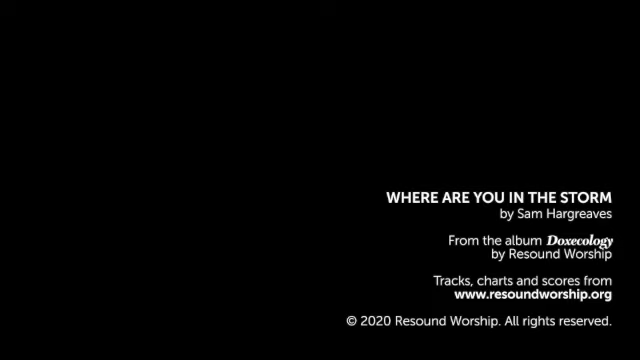 WHERE ARE YOU IN THE STORM
by Sam Hargreaves
From the album Doxecology
by Resound Worship
Tracks, charts and scores from
www.resoundworship.org
© 2020 Resound Worship. All rights reserved.